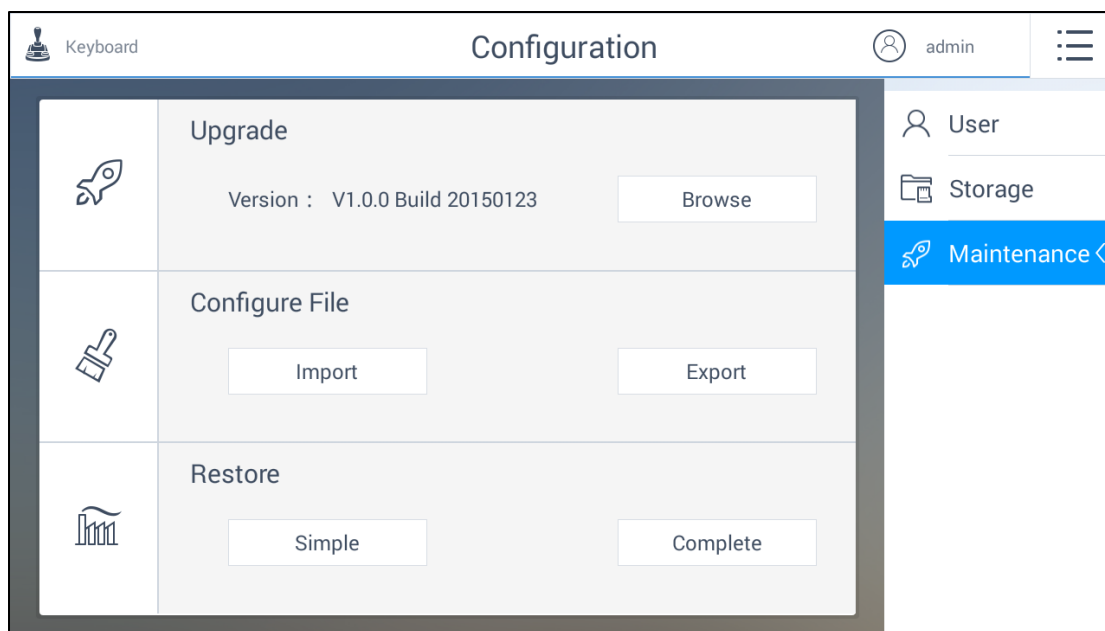 Keyboard
Configuration
admin
Upgrade
Version： V1.0.0 Build 20150123
Browse
Configure File
Import
Export
Restore
Simple
Complete
User
Storage
Maintenance